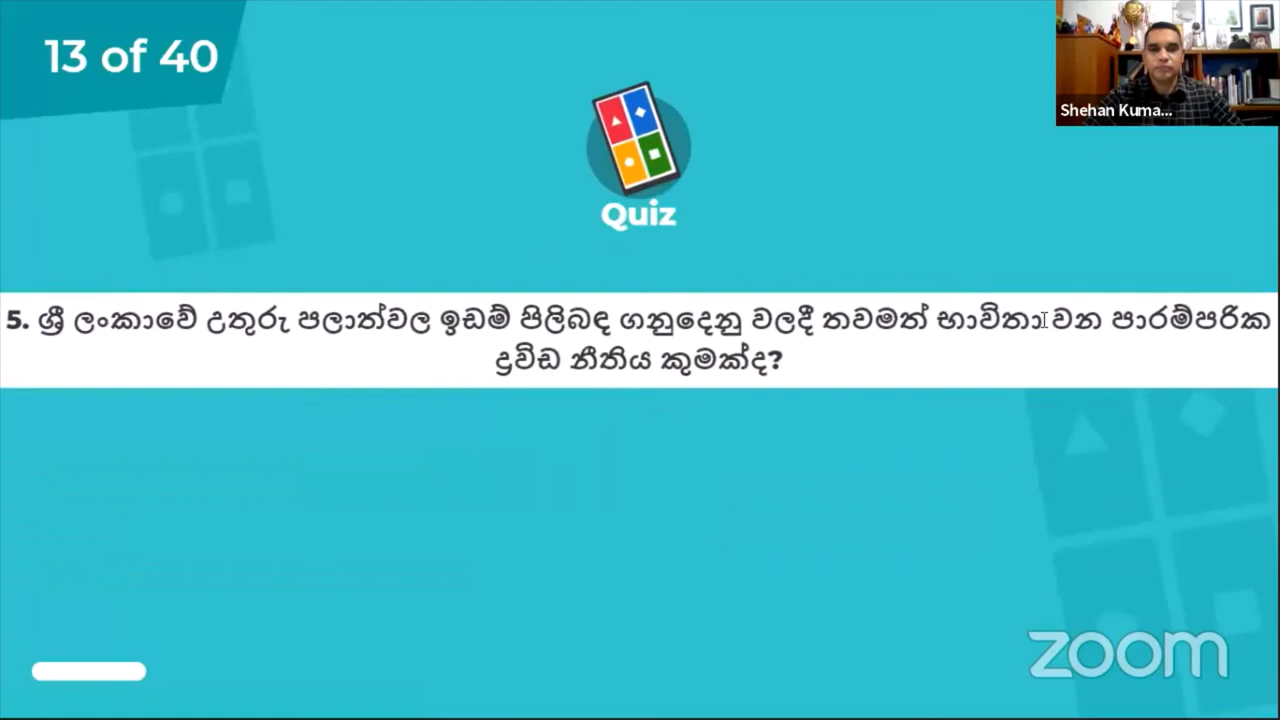 13 of 40
Shehan Kuma...
Quiz
5. ශ්‍රී ලංකාවේ උතුරු පලාත්වල ඉඩම් පිලිබඳ ගනුදෙනු වලදී තවමත් භාවිතා වන පාරම්පරික
ද්‍රවිඩ නීතිය කුමක්ද?
zoom